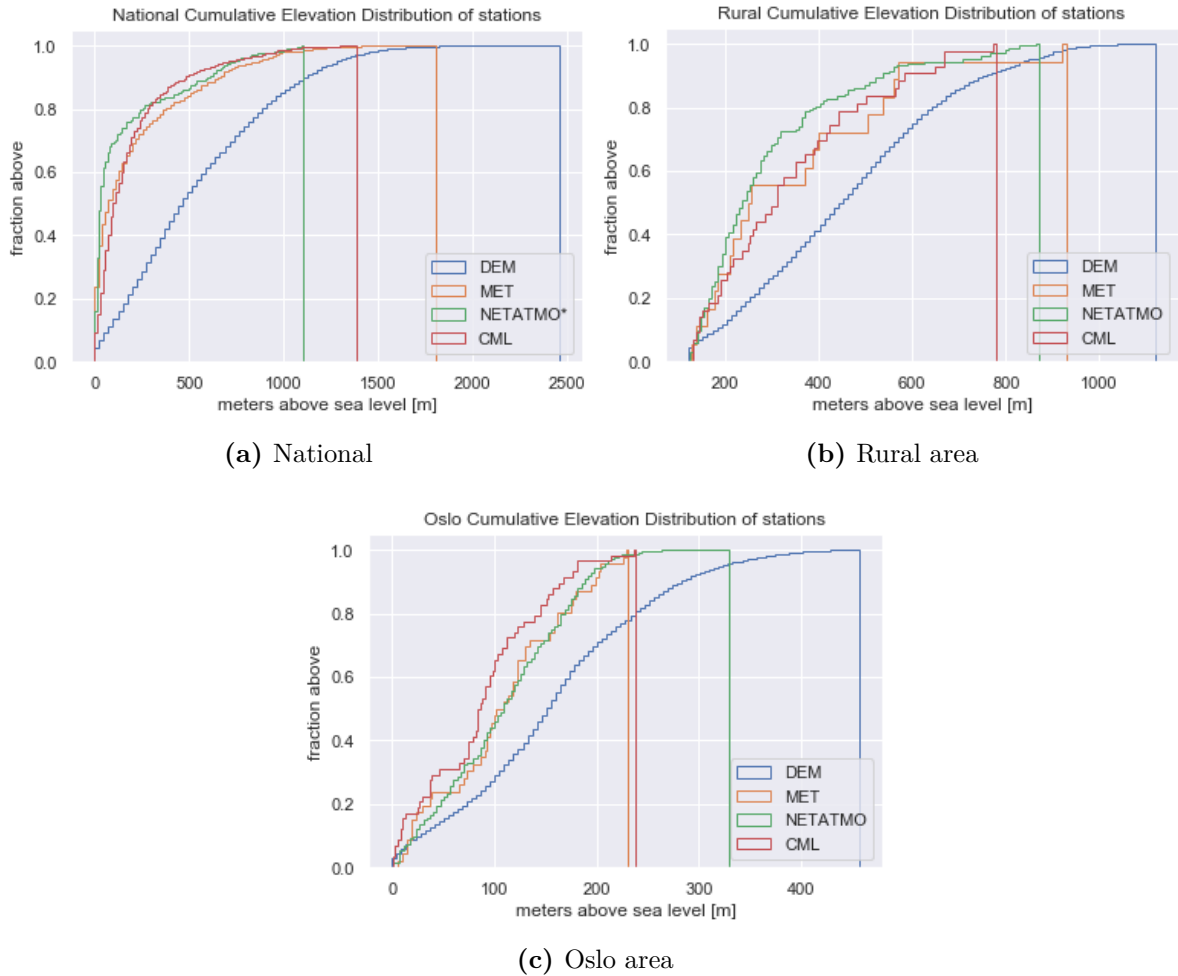 National Cumulative Elevation Distribution of stations
1.0
0.8
0.6
0.4
0.2
0.0
fraction above
DEM
MET
NETATMO*
CML
0 500 1000 1500 2000 2500
meters above sea level [m]
(a) National
Rural Cumulative Elevation Distribution of stations
1.0
0.8
0.6
0.4
0.2
0.0
fraction above
DEM
MET
NETATMO
CML
200 400 600 800 1000
meters above sea level [m]
(b) Rural area
Oslo Cumulative Elevation Distribution of stations
1.0
0.8
0.6
0.4
0.2
0.0
fraction above
DEM
MET
NETATMO
CML
0 100 200 300 400
meters above sea level [m]
(c) Oslo area